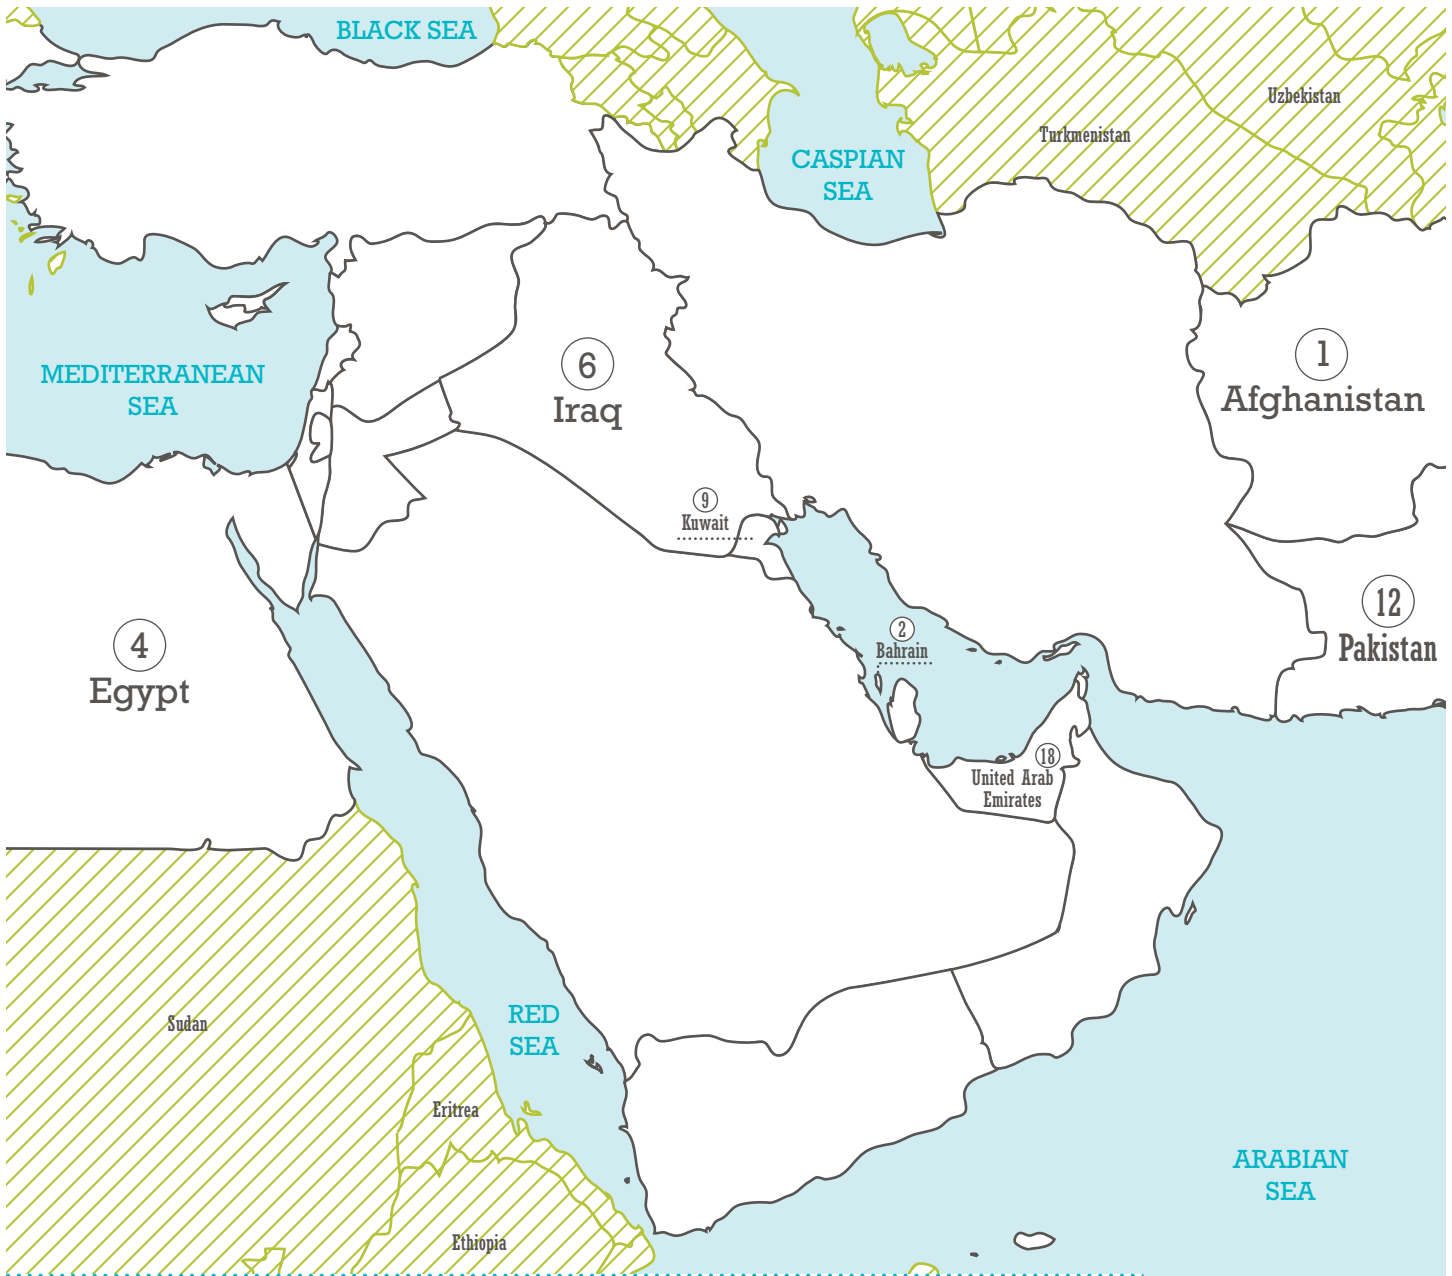 BLACK SEA
Uzbekistan
Turkmenistan
CASPIAN
SEA
MEDITERRANEAN
SEA
6
Iraq
1
Afghanistan
9
Kuwait
12
Pakistan
4
Egypt
2
Bahrain
18
United Arab
Emirates
RED
SEA
Sudan
Eritrea
Ethiopia
ARABIAN
SEA